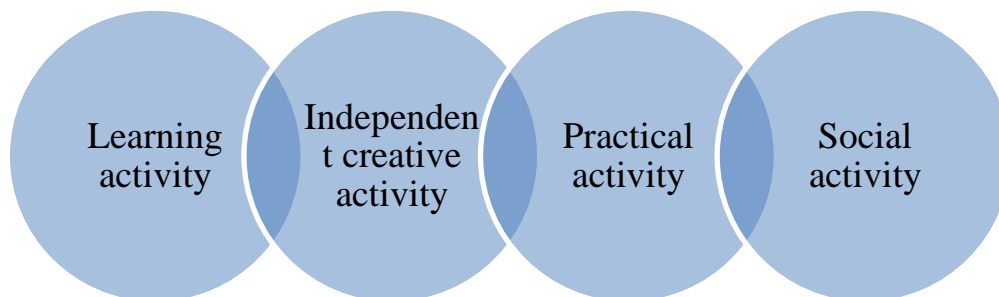 Learning
activity
Independen
t creative
activity
Practical
activity
Social
activity